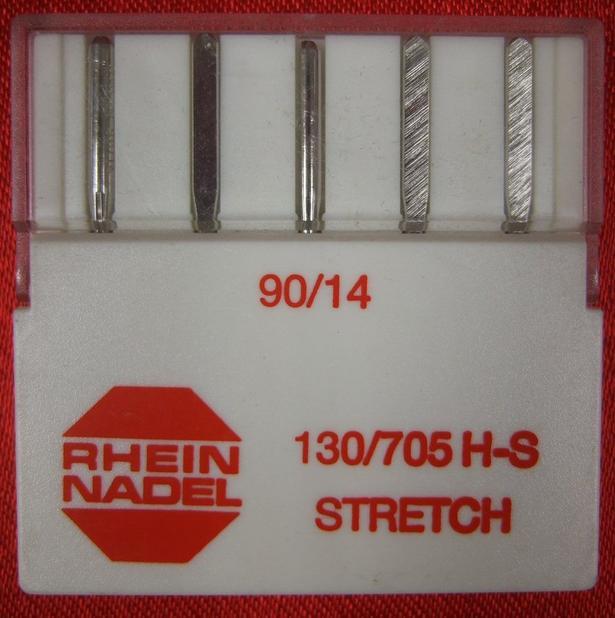 90/14
RHEIN
NADEL
130/705 H-S
STRETCH